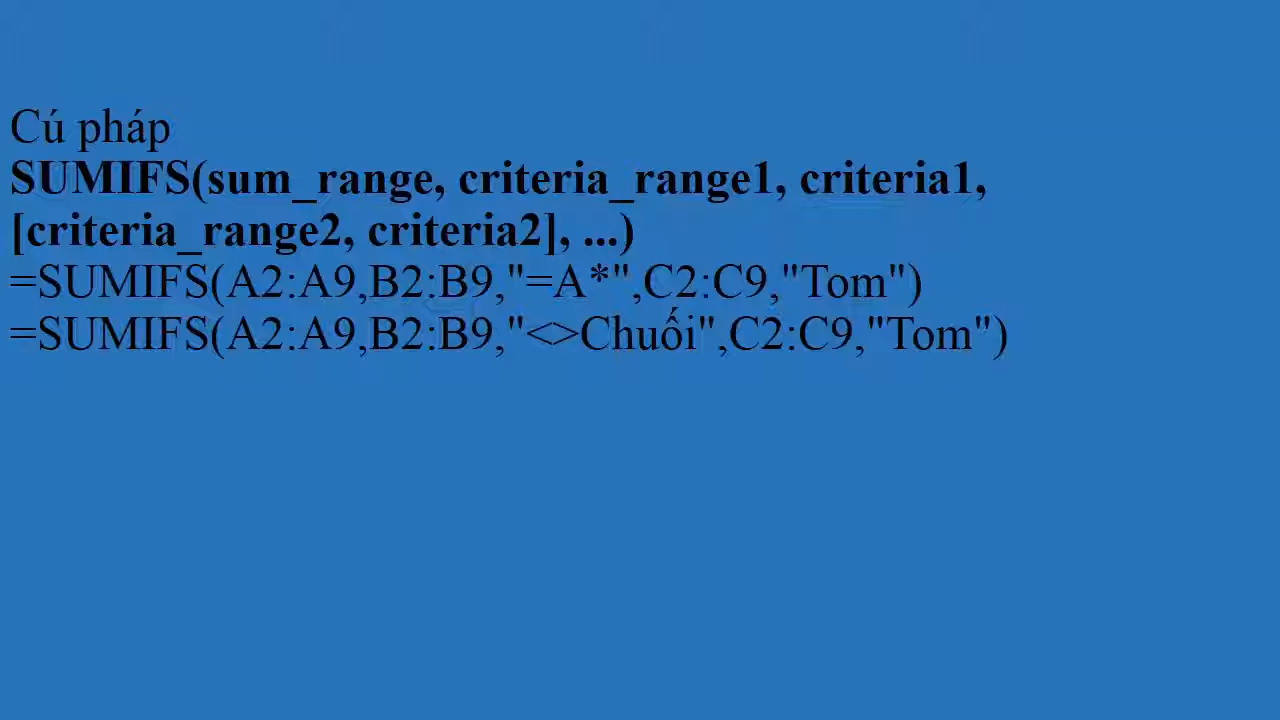 Cú pháp
SUMIFS(sum_range, criteria_range1, criteria1,
[criteria_range2, criteria2], ...)
=SUMIFS(A2:A9,B2:B9,"=A*",C2:C9,"Tom")
=SUMIFS(A2:A9,B2:B9,"<>Chuối",C2:C9,"Tom")